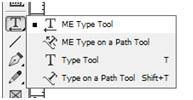 ME Type Tool
ME Type on a Path Tool
Type Tool T
Type on a Path Tool Shift+T